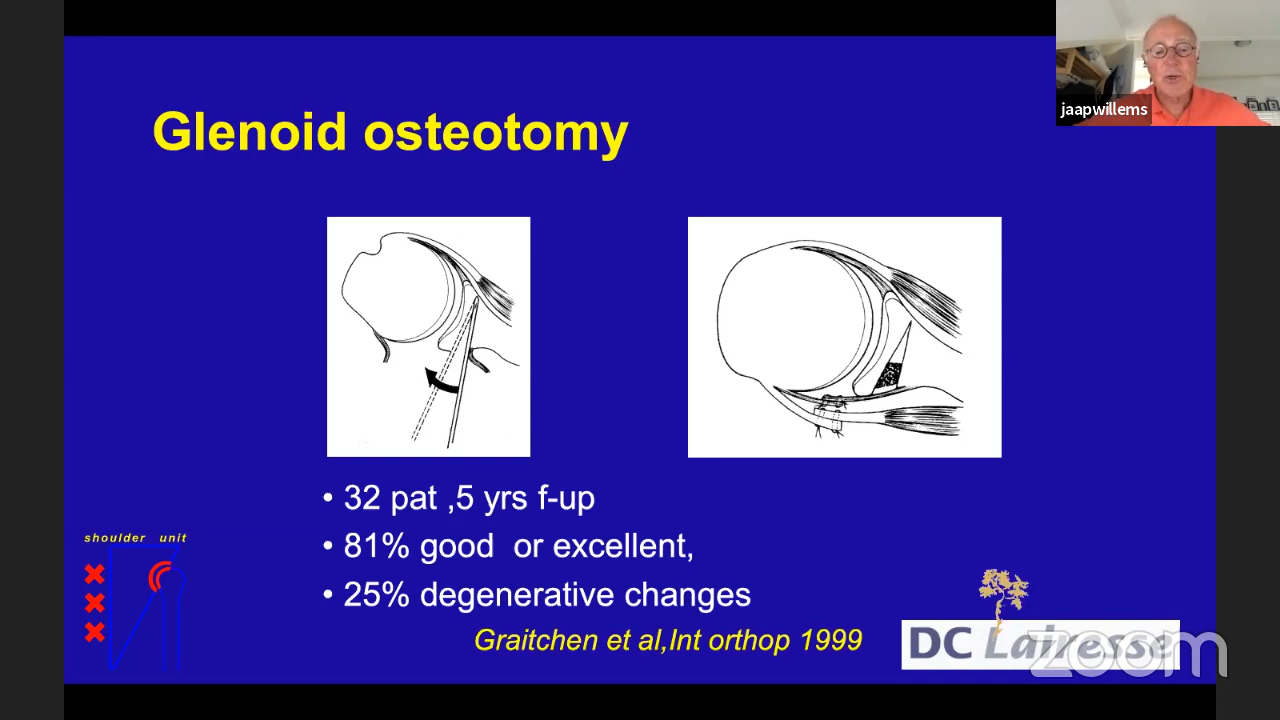 jaapwillems
Glenoid osteotomy
• 32 pat ,5 yrs f-up
• 81% good or excellent,
• 25% degenerative changes
Graitchen et al,Int orthop 1999
shoulder unit
DC Lairesse
zoom